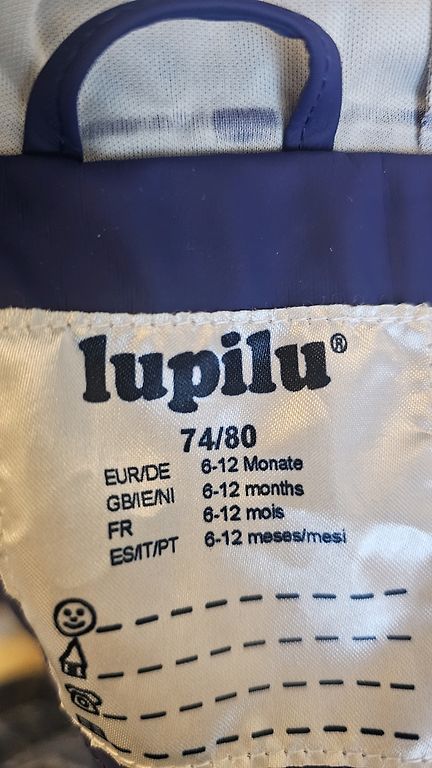 lupilu®
74/80
EUR/DE 6-12 Monate
GB/IE/NI 6-12 months
FR 6-12 mois
ES/IT/PT 6-12 meses/mesi